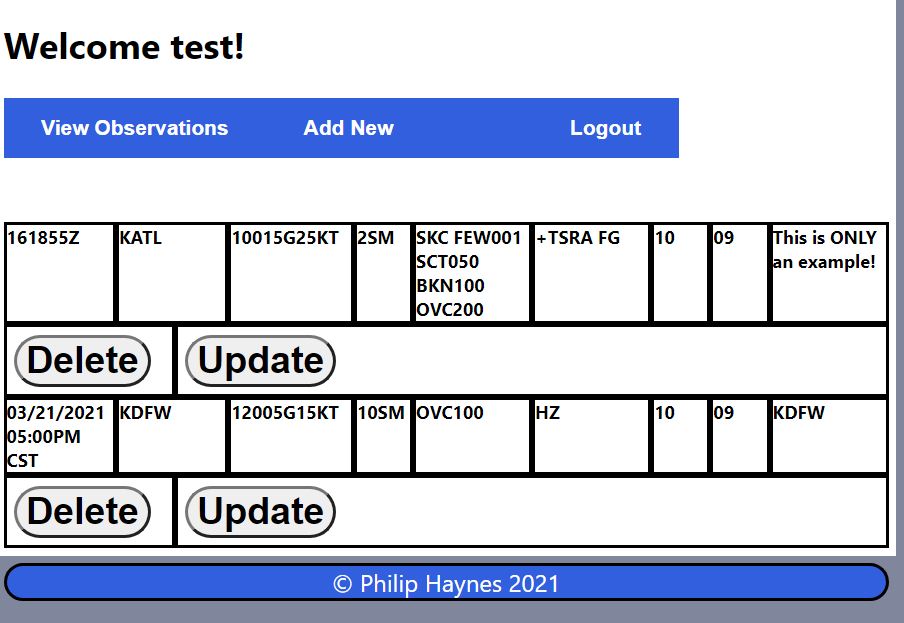 Welcome test!
View Observations Add New Logout
161855Z KATL 10015G25KT 2SM SKC FEW001 +TSRA FG 10 09 This is ONLY
SCT050 an example!
BKN100
OVC200
Delete Update
03/21/2021 KDFW 12005G15KT 10SM OVC100 HZ 10 09 KDFW
05:00PM
CST
Delete Update
© Philip Haynes 2021